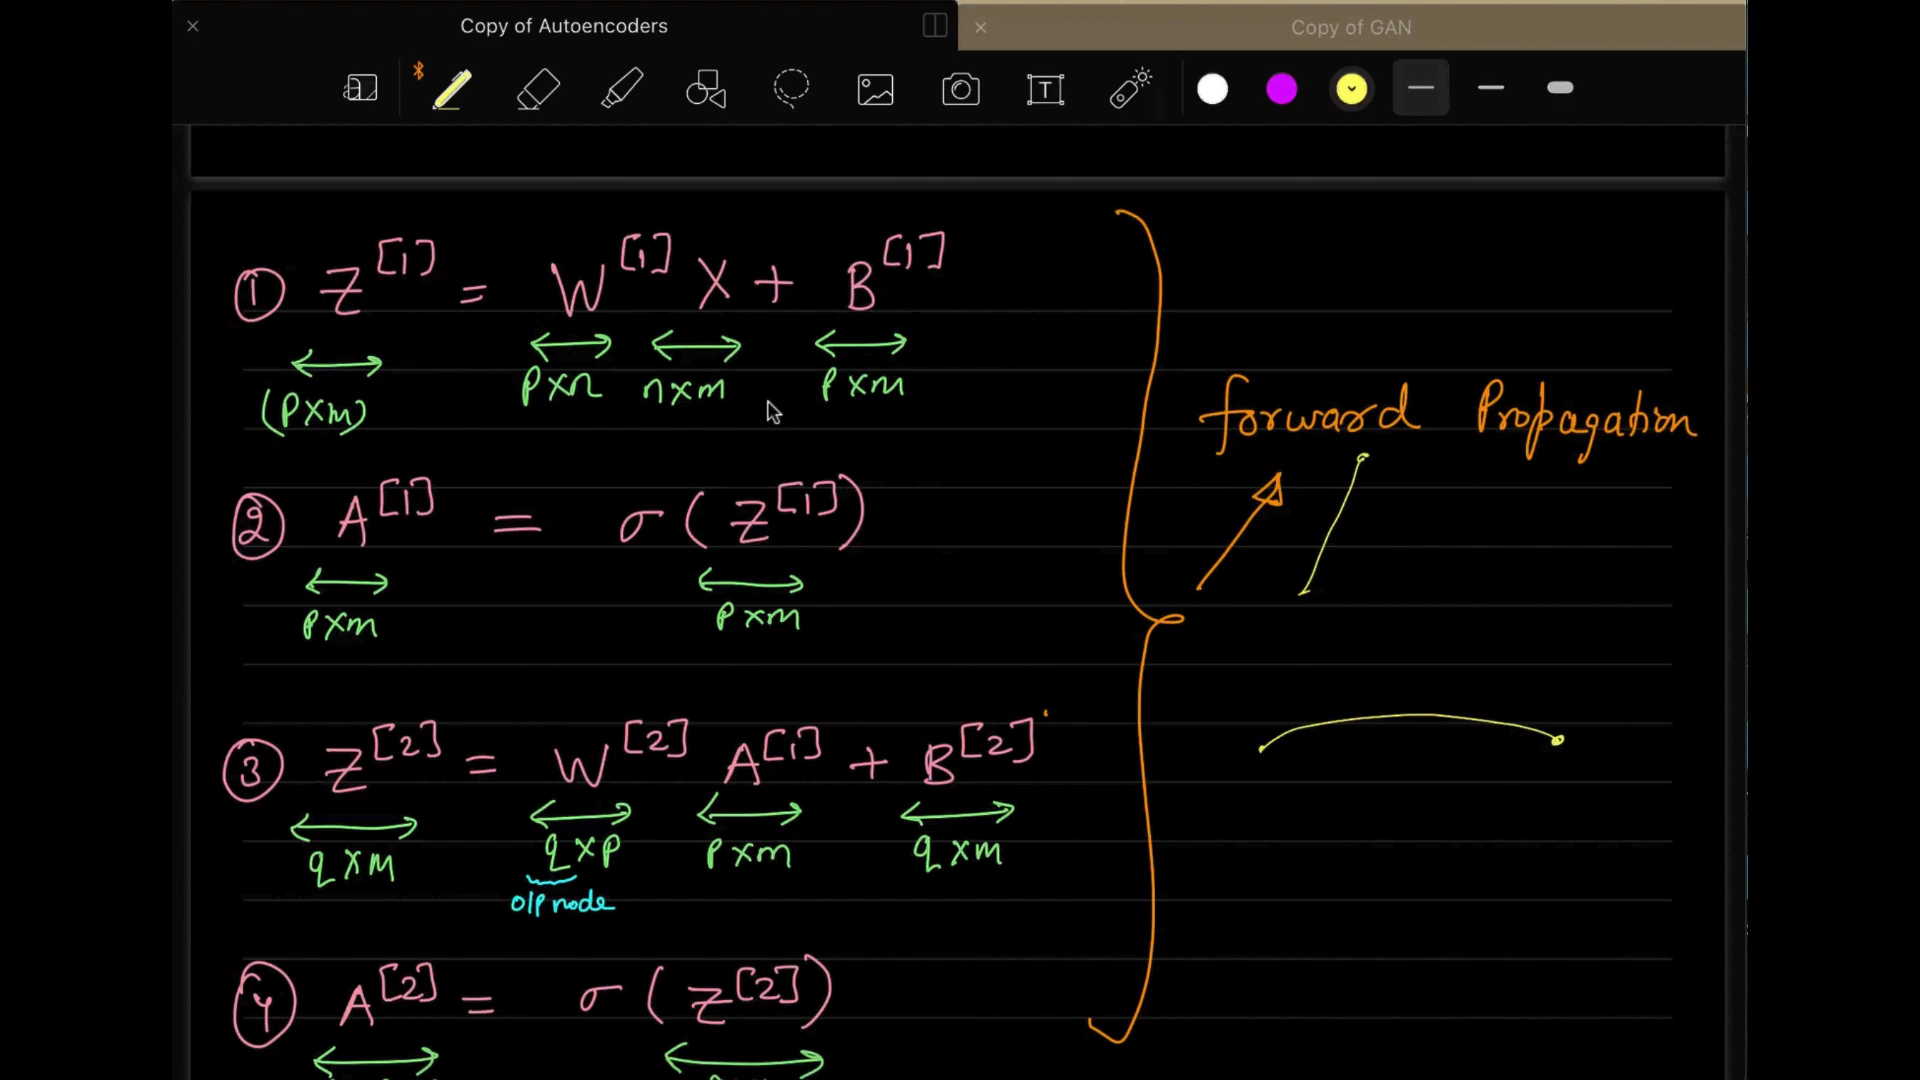 Copy of Autoencoders
Copy of GAN
① Z^[1] = W^[1] X + B^[1]
(p×m) p×n n×m p×m
forward Propagation
② A^[1] = σ(Z^[1])
p×m p×m
③ Z^[2] = W^[2] A^[1] + B^[2]
q×m q×p p×m q×m
o/p node
④ A^[2] = σ(Z^[2])